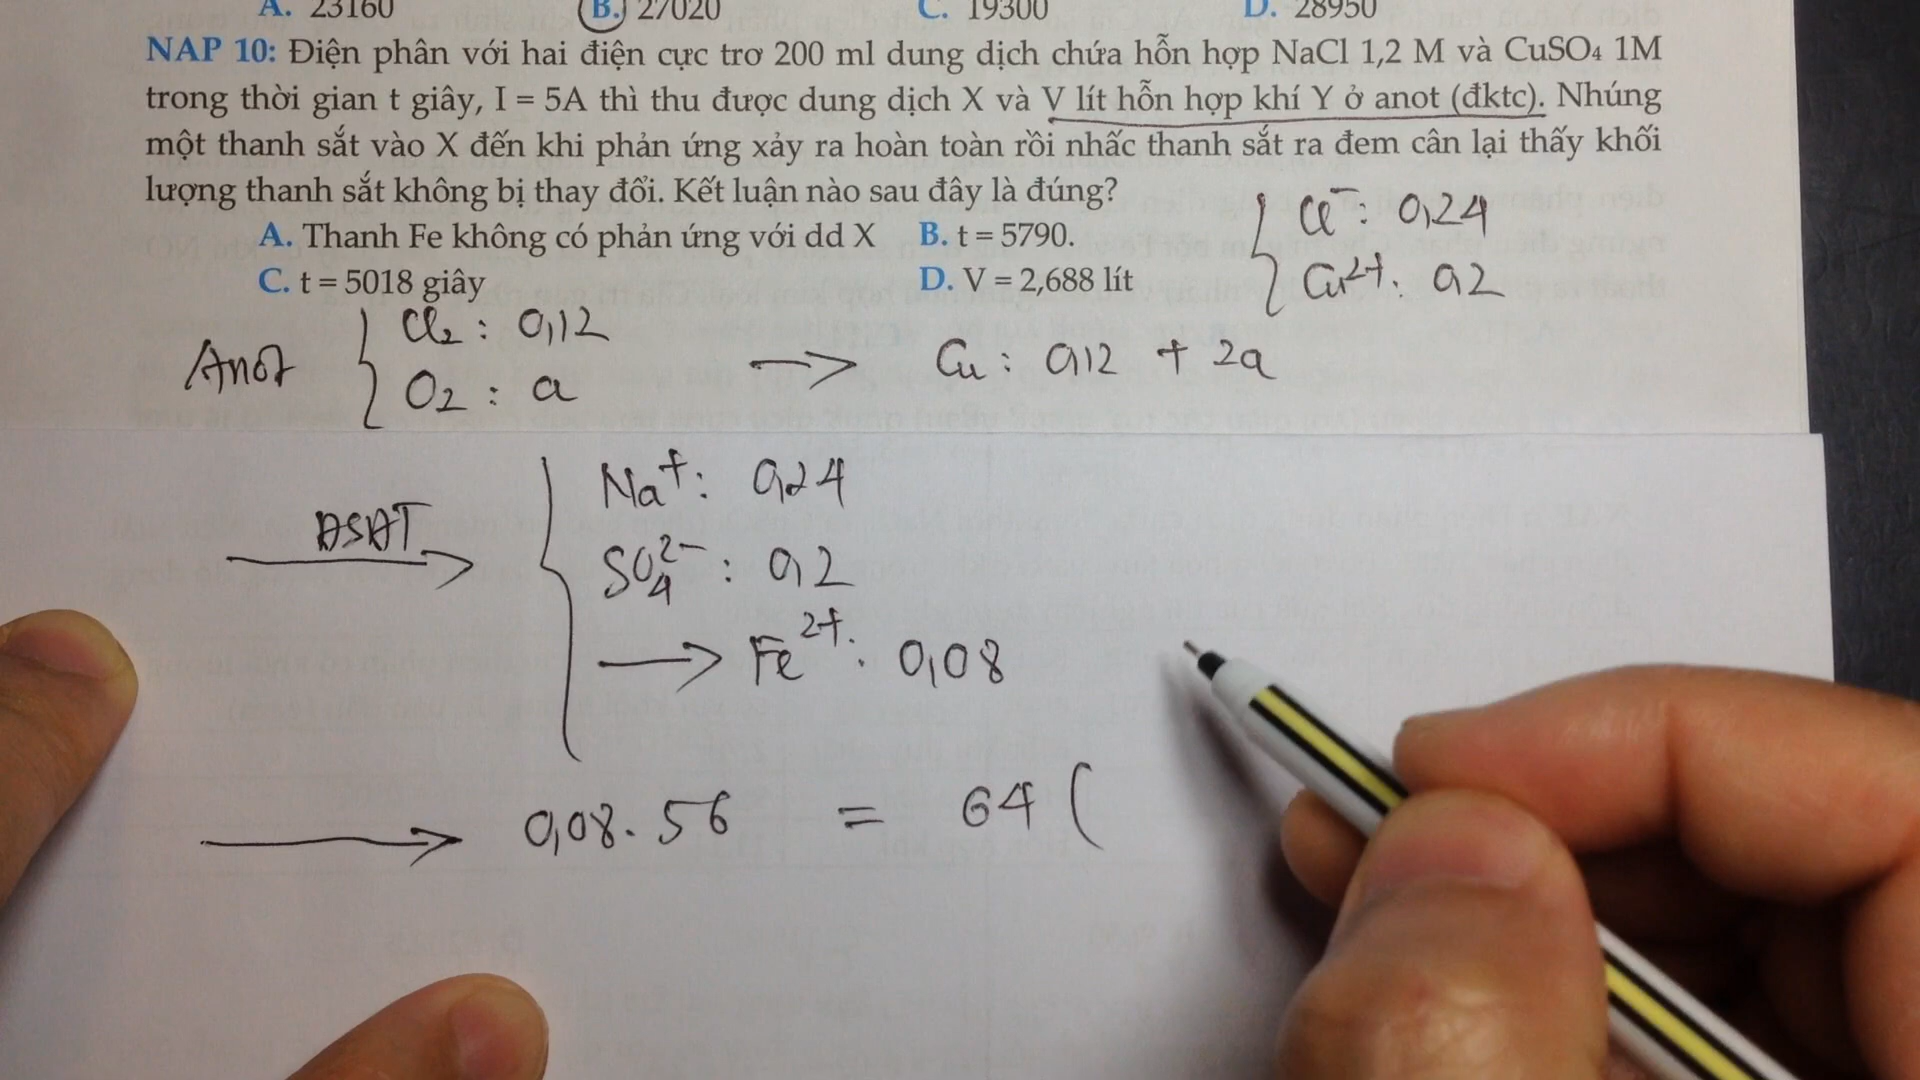 A. 23160 B. 27020 C. 19300 D. 28950
NAP 10: Điện phân với hai điện cực trơ 200 ml dung dịch chứa hỗn hợp NaCl 1,2 M và CuSO₄ 1M
trong thời gian t giây, I = 5A thì thu được dung dịch X và V lít hỗn hợp khí Y ở anot (đktc). Nhúng
một thanh sắt vào X đến khi phản ứng xảy ra hoàn toàn rồi nhấc thanh sắt ra đem cân lại thấy khối
lượng thanh sắt không bị thay đổi. Kết luận nào sau đây là đúng?
A. Thanh Fe không có phản ứng với dd X B. t = 5790.
C. t = 5018 giây D. V = 2,688 lít
Cl⁻ : 0,24
Cu²⁺ : 0,2
Anot
Cl₂ : 0,12
O₂ : a
→ Cu : 0,12 + 2a
ĐSĐT →
Na⁺ : 0,24
SO₄²⁻ : 0,2
→ Fe²⁺ : 0,08
→ 0,08.56 = 64 (